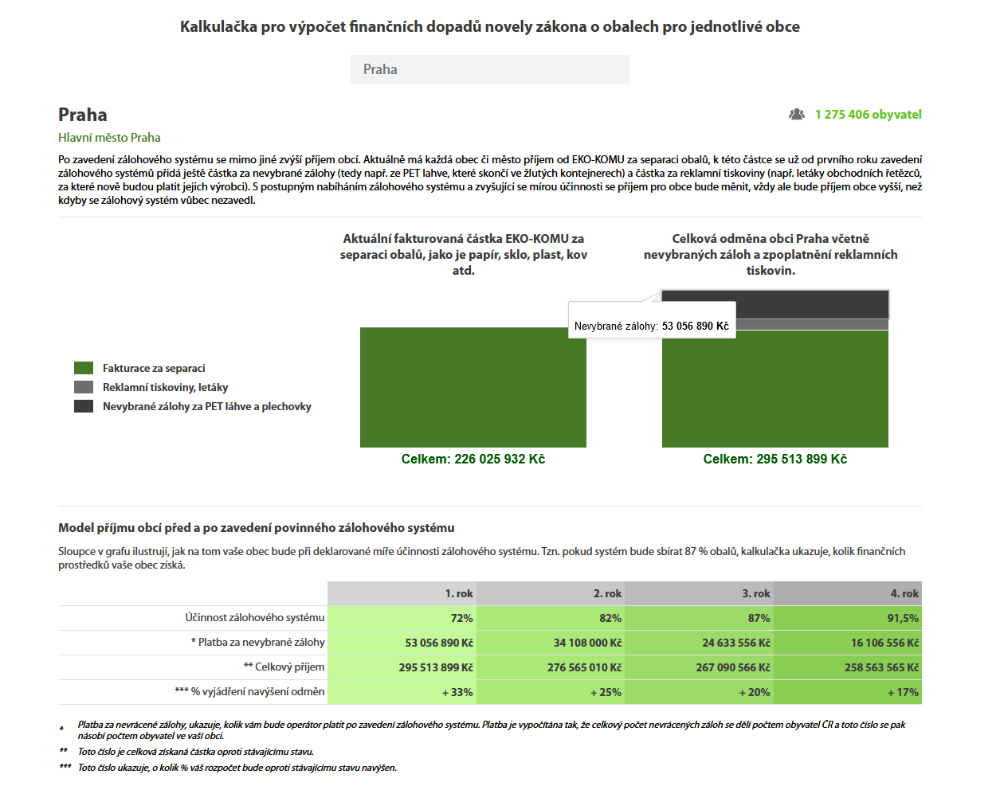 Kalkulačka pro výpočet finančních dopadů novely zákona o obalech pro jednotlivé obce
Praha
Praha
1 275 406 obyvatel
Hlavní město Praha
Po zavedení zálohového systému se mimo jiné zvýší příjem obcí. Aktuálně má každá obec či město příjem od EKO-KOMU za separaci obalů, k této částce se už od prvního roku zavedení
zálohového systémů přidá ještě částka za nevybrané zálohy (tedy např. ze PET lahve, které skončí ve žlutých kontejnerech) a částka za reklamní tiskoviny (např. letáky obchodních řetězců,
za které nově budou platit jejich výrobci). S postupným nabíháním zálohového systému a zvyšující se mírou účinnosti se příjem pro obce bude měnit, vždy ale bude příjem obce vyšší, než
kdyby se zálohový systém vůbec nezavedl.
Aktuální fakturovaná částka EKO-KOMU za
separaci obalů, jako je papír, sklo, plast, kov
atd.
Celková odměna obci Praha včetně
nevybraných záloh a zpoplatnění reklamních
tiskovin.
Nevybrané zálohy: 53 056 890 Kč
Fakturace za separaci
Reklamní tiskoviny, letáky
Nevybrané zálohy za PET láhve a plechovky
Celkem: 226 025 932 Kč
Celkem: 295 513 899 Kč
Model příjmu obcí před a po zavedení povinného zálohového systému
Sloupce v grafu ilustrují, jak na tom vaše obec bude při deklarované míře účinnosti zálohového systému. Tzn. pokud systém bude sbírat 87 % obalů, kalkulačka ukazuje, kolik finančních
prostředků vaše obec získá.
1. rok 2. rok 3. rok 4. rok
Účinnost zálohového systému 72% 82% 87% 91,5%
* Platba za nevybrané zálohy 53 056 890 Kč 34 108 000 Kč 24 633 556 Kč 16 106 556 Kč
** Celkový příjem 295 513 899 Kč 276 565 010 Kč 267 090 566 Kč 258 563 565 Kč
*** % vyjádření navýšení odměn + 33% + 25% + 20% + 17%
* Platba za nevrácené zálohy, ukazuje, kolik vám bude operátor platit po zavedení zálohového systému. Platba je vypočítána tak, že celkový počet nevrácených záloh se dělí počtem obyvatel ČR a toto číslo se pak
násobí počtem obyvatel ve vaší obci.
** Toto číslo je celková získaná částka oproti stávajícímu stavu.
*** Toto číslo ukazuje, o kolik % váš rozpočet bude oproti stávajícímu stavu navýšen.